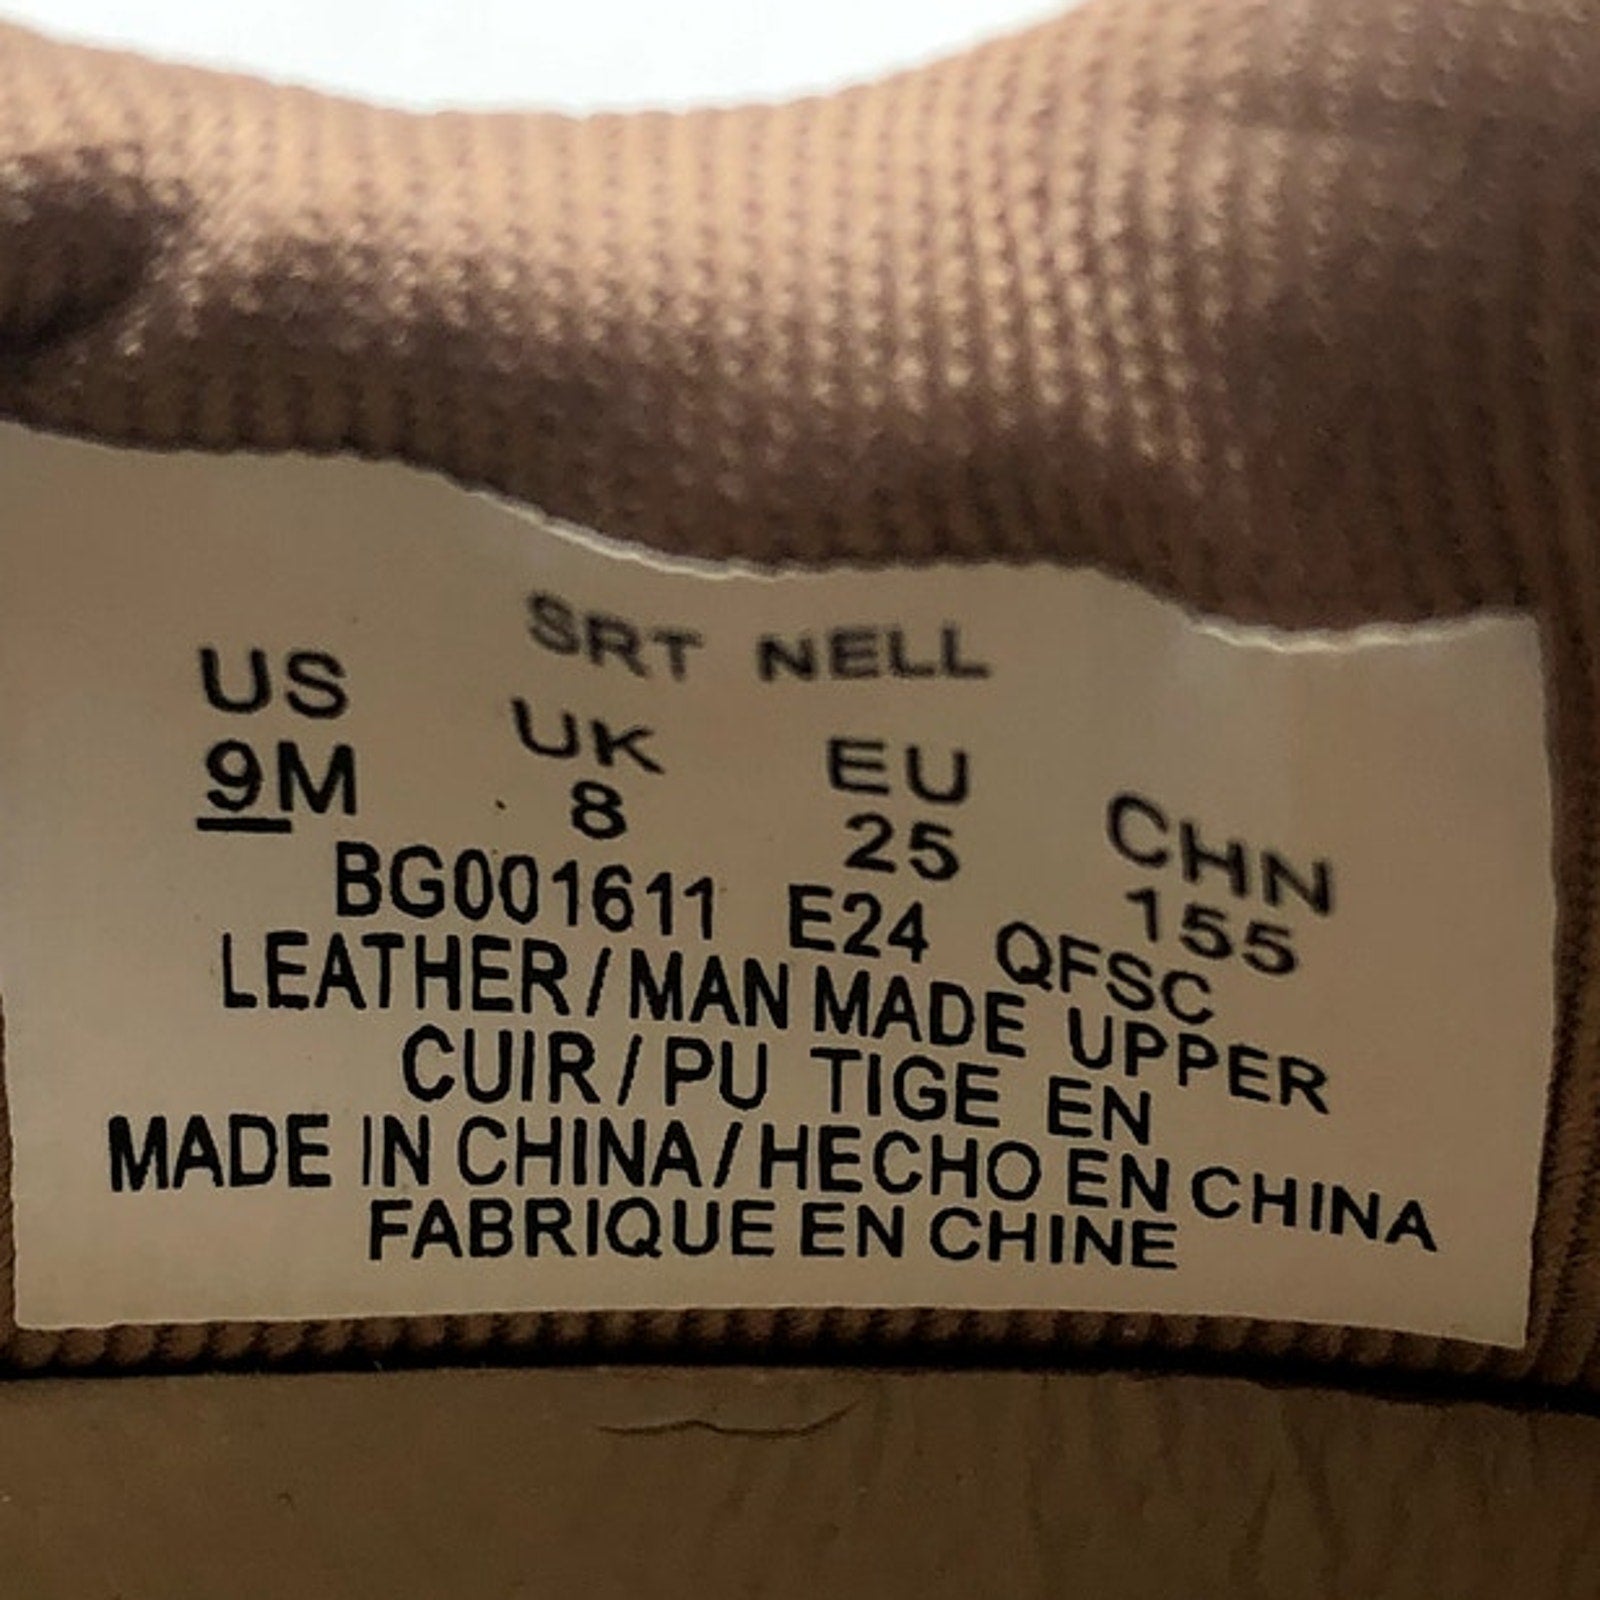 SRT NELL
US UK EU CHN
9M 8 25 155
BG001611 E24 QFSC
LEATHER/MAN MADE UPPER
CUIR/PU TIGE EN
MADE IN CHINA/HECHO EN CHINA
FABRIQUE EN CHINE